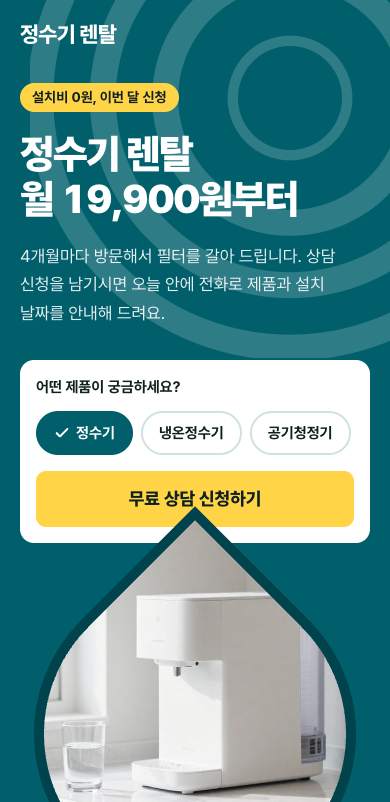 정수기 렌탈
설치비 0원, 이번 달 신청
정수기 렌탈
월 19,900원부터
4개월마다 방문해서 필터를 갈아 드립니다. 상담
신청을 남기시면 오늘 안에 전화로 제품과 설치
날짜를 안내해 드려요.
어떤 제품이 궁금하세요?
정수기 냉온정수기 공기청정기
무료 상담 신청하기